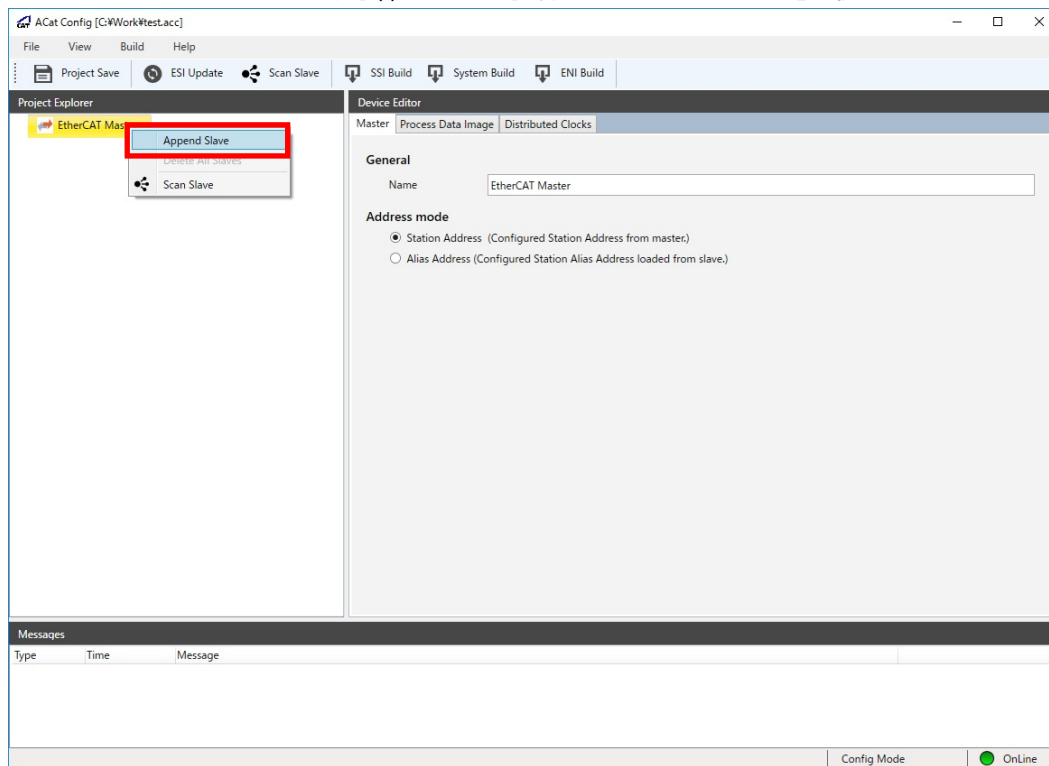 ACat Config [C:¥Work¥test.acc]
File View Build Help
Project Save ESI Update Scan Slave SSI Build System Build ENI Build
Project Explorer
EtherCAT Mas
Append Slave
Delete All Slaves
Scan Slave
Device Editor
Master Process Data Image Distributed Clocks
General
Name EtherCAT Master
Address mode
Station Address (Configured Station Address from master.)
Alias Address (Configured Station Alias Address loaded from slave.)
Messages
Type Time Message
Config Mode OnLine